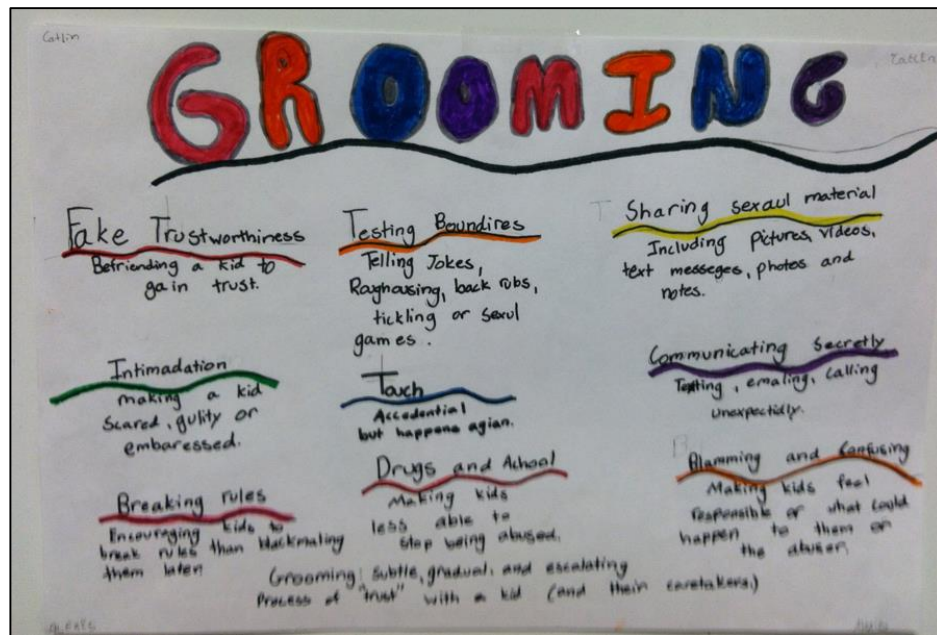 Catlin
GROOMING
Fake Trustworthiness
Befriending a kid to
gain trust.
Testing Boundires
Telling Jokes,
Roughousing, back rubs,
tickling or sexul
games.
Sharing sexaul material
Including pictures, videos,
text messeges, photos and
notes.
Intimadation
making a kid
scared, guilty or
embaressed.
Touch
Accedential
but happens agian.
Communicating Secretly
Texting, emaling, calling
unexpectidly.
Breaking rules
Encouraging kids to
break rules than blackmaling
them later
Drugs and Achool
Making kids
less able to
stop being abused.
Blamming and Confusing
Making kids feel
responsible or what could
happen to them or
the abuser.
Grooming: subtle, gradual, and escalating
Process of "trust" with a kid (and their caretakers.)